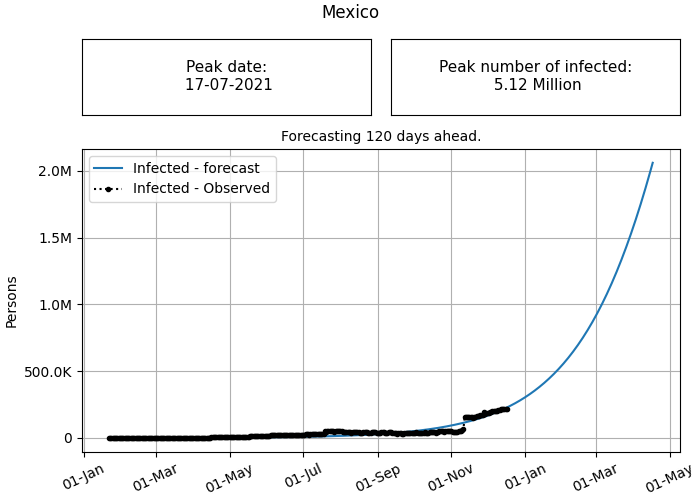 Mexico
Peak date:
17-07-2021
Peak number of infected:
5.12 Million
Forecasting 120 days ahead.
Infected - forecast
Infected - Observed
Persons
2.0M
1.5M
1.0M
500.0K
0
01-Jan
01-Mar
01-May
01-Jul
01-Sep
01-Nov
01-Jan
01-Mar
01-May